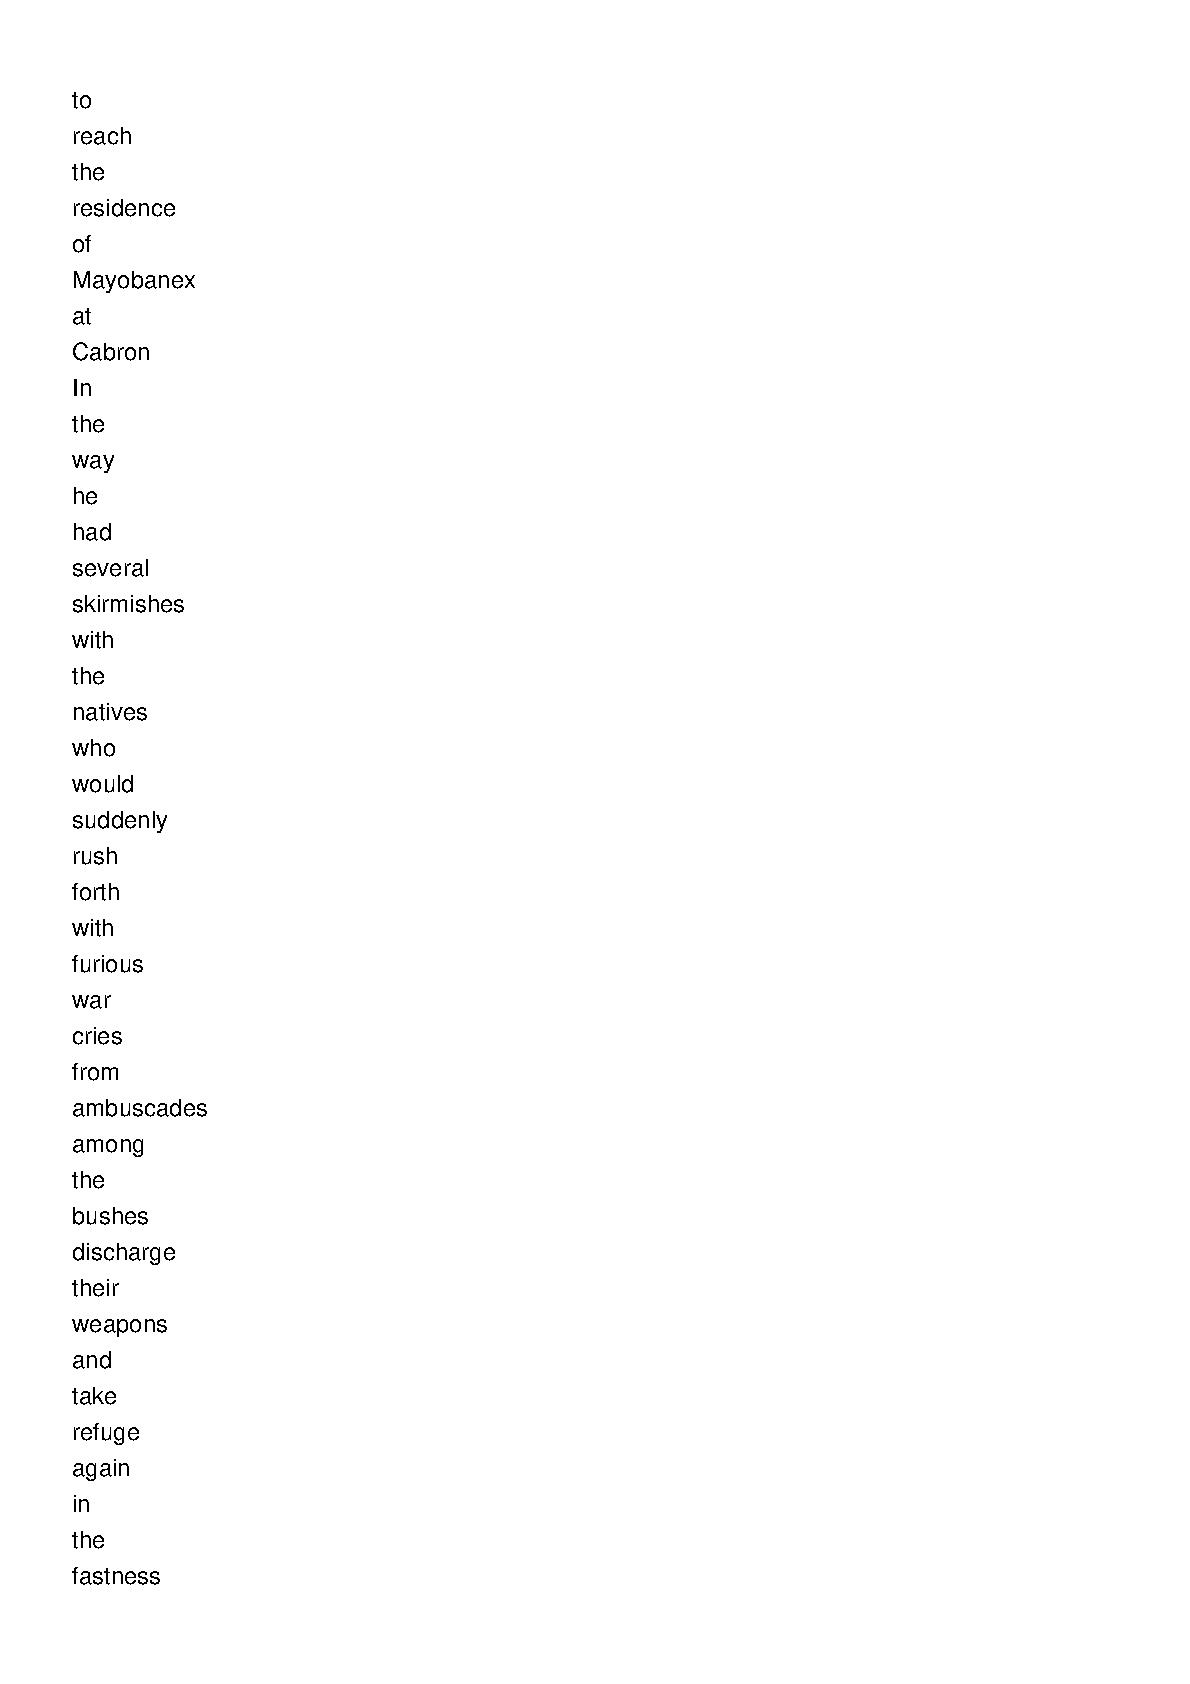 to
reach
the
residence
of
Mayobanex
at
Cabron
In
the
way
he
had
several
skirmishes
with
the
natives
who
would
suddenly
rush
forth
with
furious
war
cries
from
ambuscades
among
the
bushes
discharge
their
weapons
and
take
refuge
again
in
the
fastness